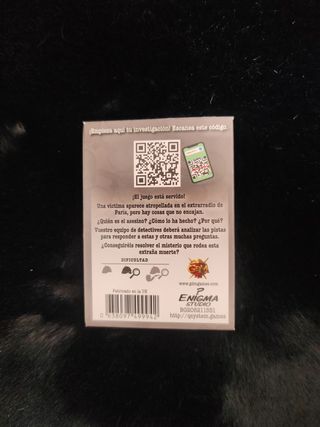 ¡Empieza aquí tu investigación! Escanea este código
¡El juego está servido!
Una víctima aparece atropellada en el extrarradio de
París, pero hay cosas que no encajan.
¿Quién es el asesino? ¿Cómo lo ha hecho? ¿Por qué?
Vuestro equipo de detectives deberá analizar las pistas
para responder a estas y otras muchas preguntas.
¿Conseguiréis resolver el misterio que rodea esta
extraña muerte?
DIFICULTAD
Fabricado en la UE
ENIGMA
STUDIO
http://qsystem.games